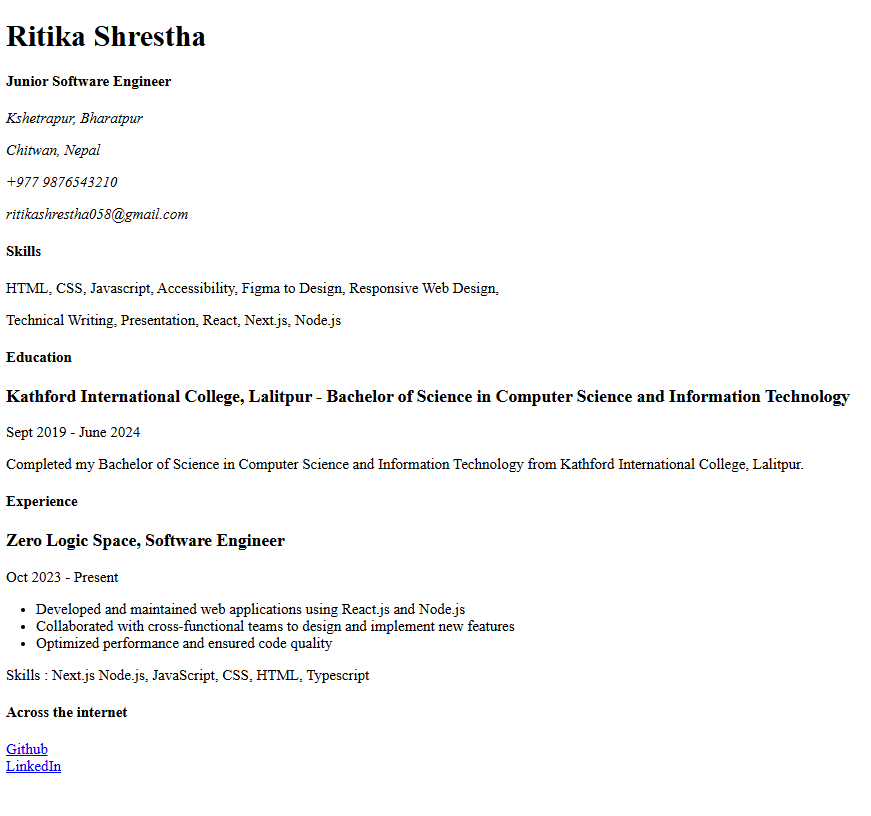 Ritika Shrestha
Junior Software Engineer
Kshetrapur, Bharatpur
Chitwan, Nepal
+977 9876543210
ritikashrestha058@gmail.com
Skills
HTML, CSS, Javascript, Accessibility, Figma to Design, Responsive Web Design,
Technical Writing, Presentation, React, Next.js, Node.js
Education
Kathford International College, Lalitpur - Bachelor of Science in Computer Science and Information Technology
Sept 2019 - June 2024
Completed my Bachelor of Science in Computer Science and Information Technology from Kathford International College, Lalitpur.
Experience
Zero Logic Space, Software Engineer
Oct 2023 - Present
• Developed and maintained web applications using React.js and Node.js
• Collaborated with cross-functional teams to design and implement new features
• Optimized performance and ensured code quality
Skills : Next.js Node.js, JavaScript, CSS, HTML, Typescript
Across the internet
Github
LinkedIn